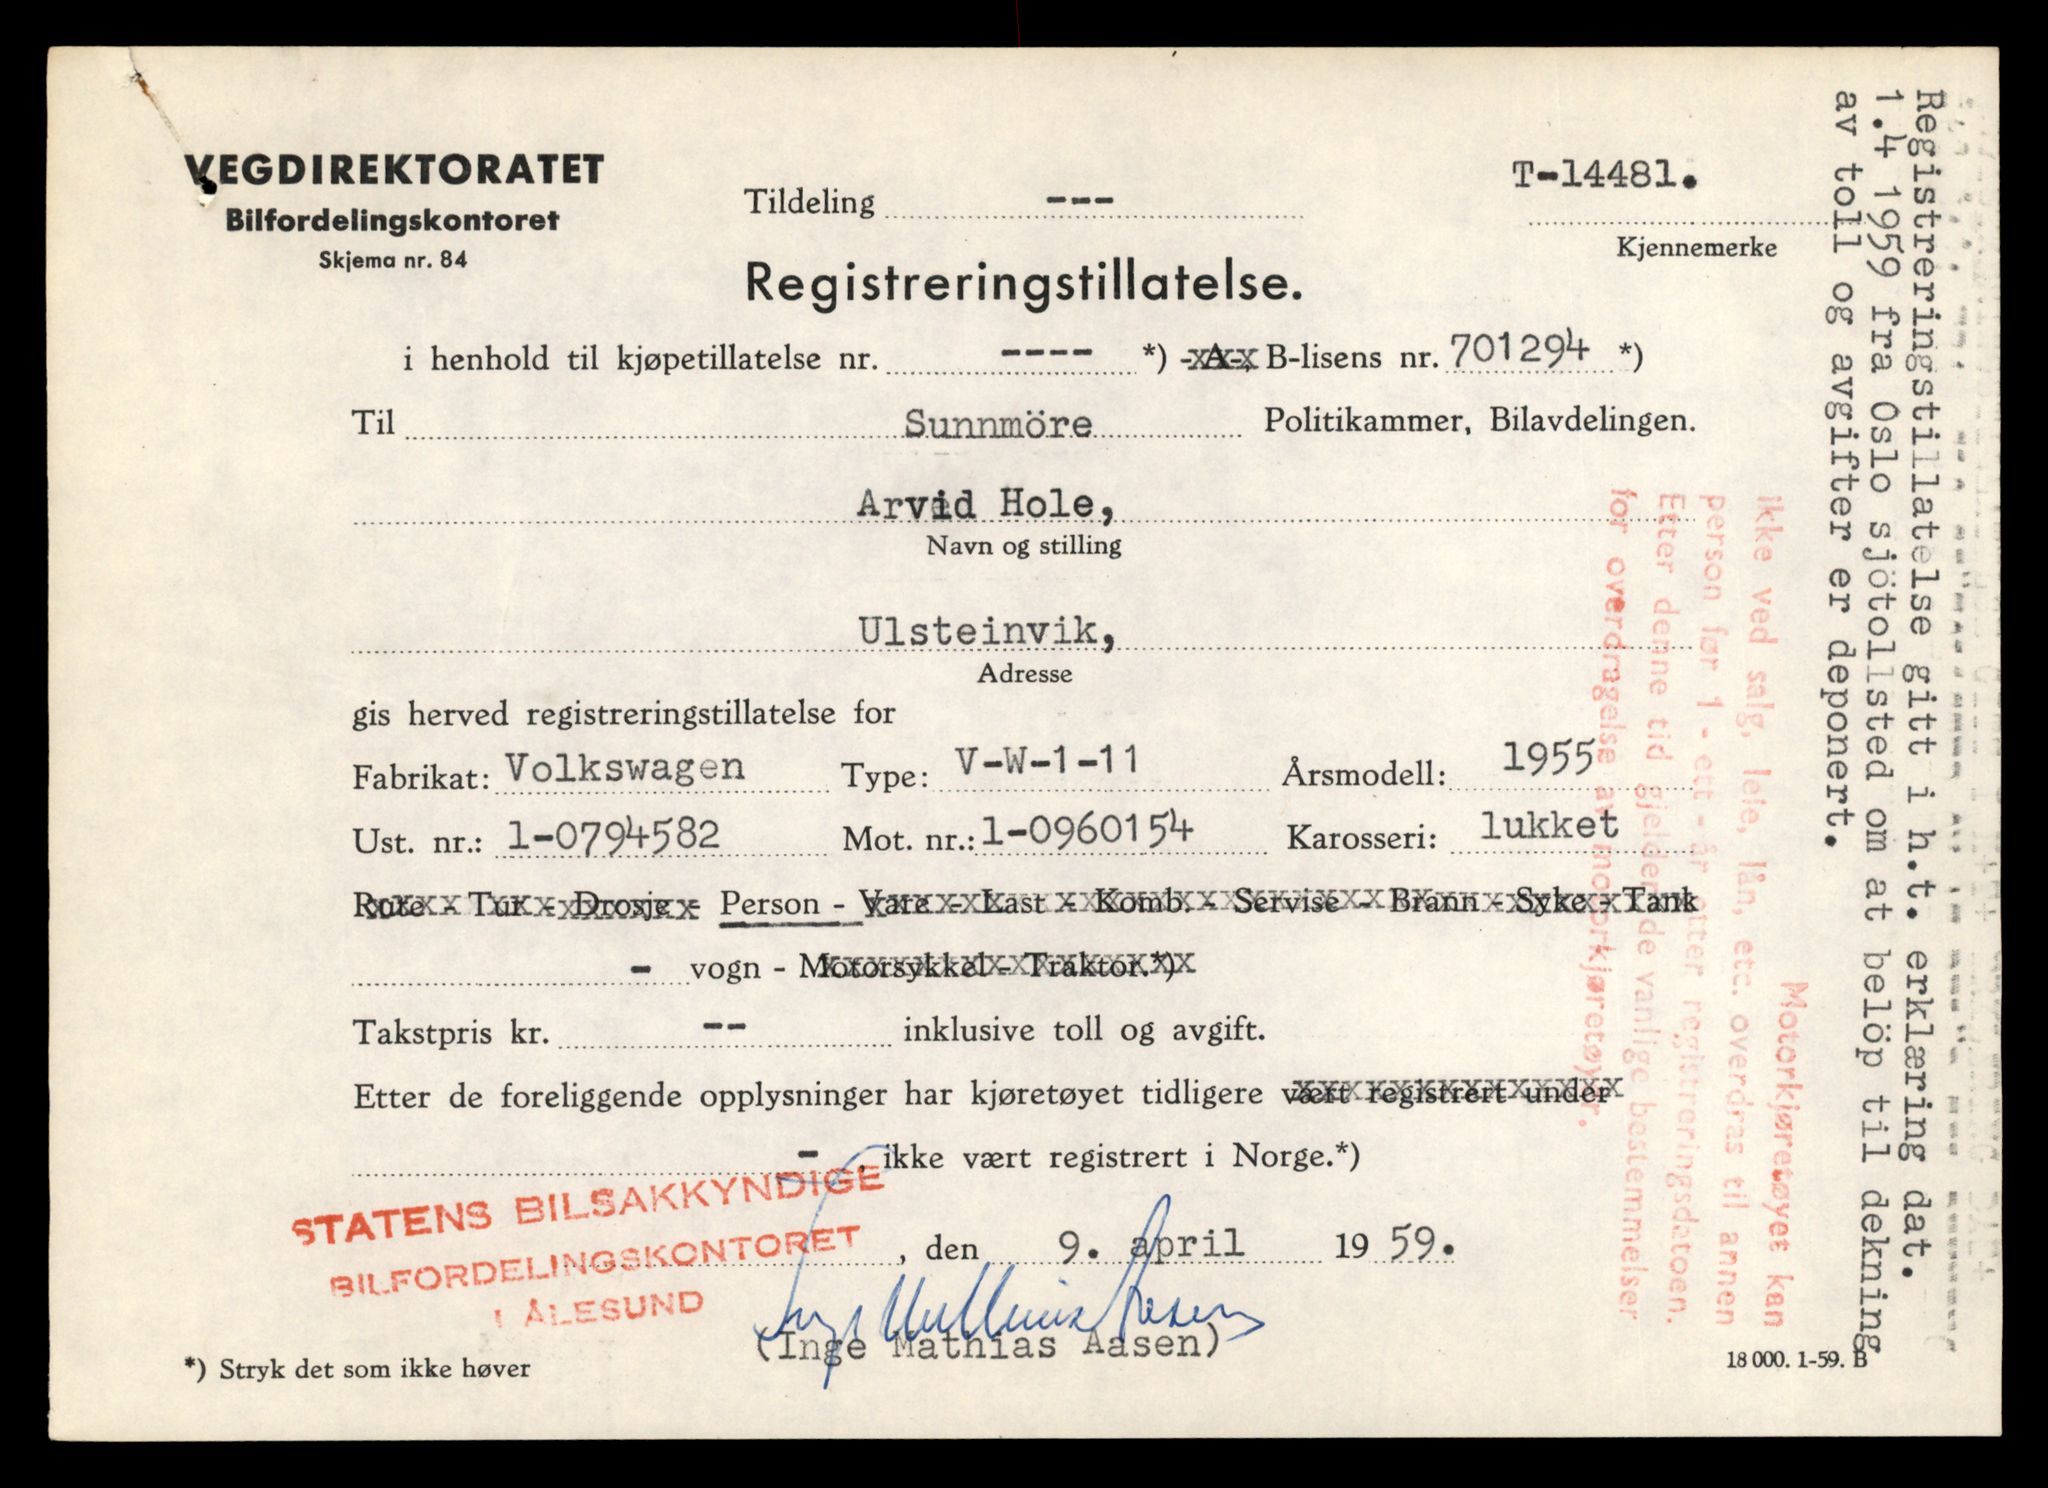 VEGDIREKTORATET
Bilfordelingskontoret
Skjema nr. 84
Tildeling ---
T-14481.
Kjennemerke
Registreringstillatelse.
i henhold til kjøpetillatelse nr. ---- *) -A-, B-lisens nr. 701294 *)
Til Sunnmöre Politikammer, Bilavdelingen.
Arvid Hole,
Navn og stilling
Ulsteinvik,
Adresse
gis herved registreringstillatelse for
Fabrikat: Volkswagen Type: V-W-1-11 Årsmodell: 1955
Ust. nr.: 1-0794582 Mot. nr.: 1-0960154 Karosseri: lukket
Rute - Tur - Drosje - Person - Vare - Last - Komb. - Servise - Brann - Syke - Tank
- vogn - Motorsykkel - Traktor.*)
Takstpris kr. -- inklusive toll og avgift.
Etter de foreliggende opplysninger har kjøretøyet tidligere vært registrert under
- , ikke vært registrert i Norge.*)
STATENS BILSAKKYNDIGE
BILFORDELINGSKONTORET
I ÅLESUND
, den 9. april 1959.
Inge Mathias Aasen
(Inge Mathias Aasen)
*) Stryk det som ikke høver
18 000. 1-59. B
Registreringstillatelse gitt i h.t. erklæring dat.
1.4 1959 fra Oslo sjötollsted om at belöp til dekning
av toll og avgifter er deponert.
Motorkjøretøyet kan
ikke ved salg, leie, lån, etc. overdras til annen
person før 1 - ett - år etter registreringsdatoen.
Etter denne tid gjelder de vanlige bestemmelser
for overdragelse av motorkjøretøyer.